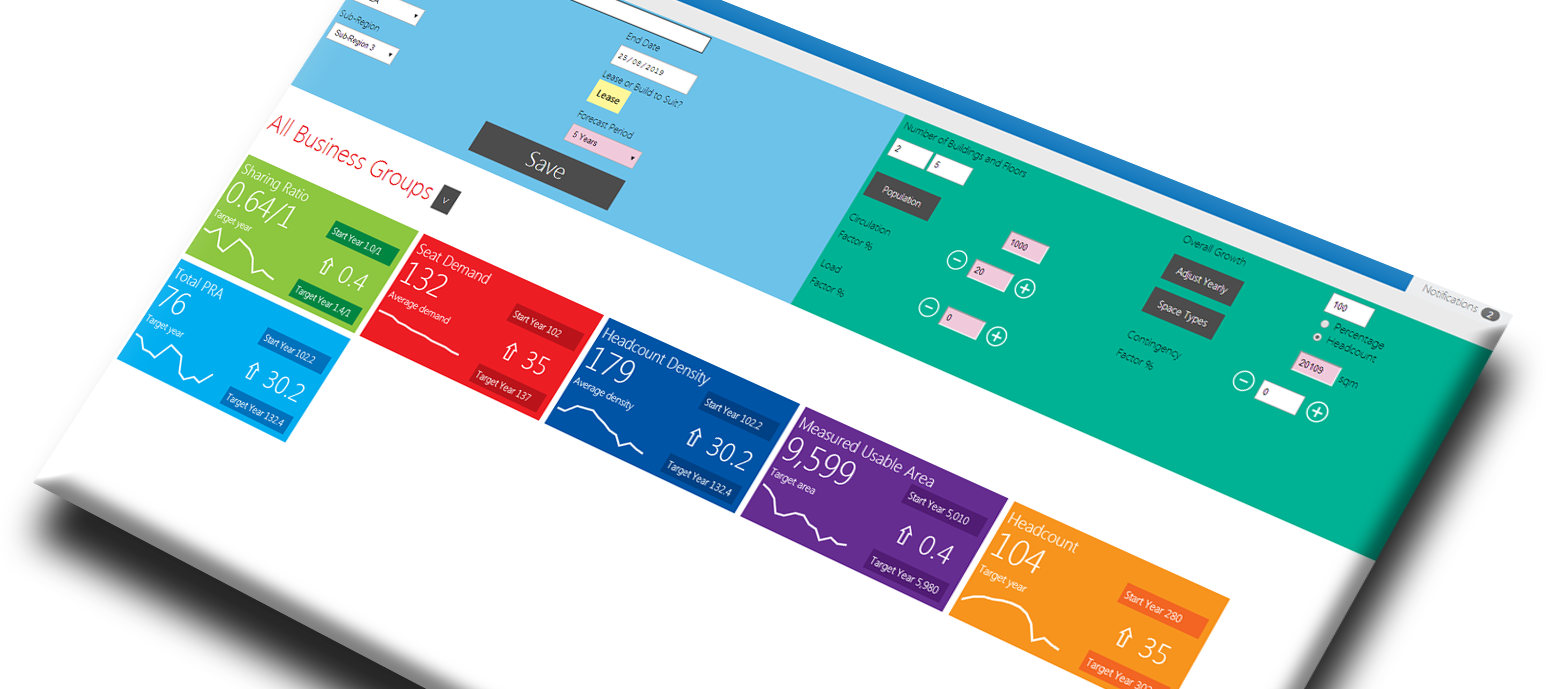 Sub-Region
Sub-Region 3
End Date
28/08/2019
Lease or Build to Suit?
Lease
Forecast Period
5 Years
Save
Number of Buildings and Floors
2
5
Population
1000
Circulation
Factor %
20
Load
Factor %
0
Overall Growth
Adjust Yearly
100
Percentage
Headcount
Space Types
20109 sqm
Contingency
Factor %
0
Notifications 2
All Business Groups
Sharing Ratio
0.64/1
Target year
Start Year 1.0/1
0.4
Target Year 1.4/1
Total PRA
76
Target year
Start Year 102.2
30.2
Target Year 132.4
Seat Demand
132
Average demand
Start Year 102
35
Target Year 137
Headcount Density
179
Average density
Start Year 102.2
30.2
Target Year 132.4
Measured Usable Area
9,599
Target area
Start Year 5,010
0.4
Target Year 5,980
Headcount
104
Target year
Start Year 280
35
Target Year